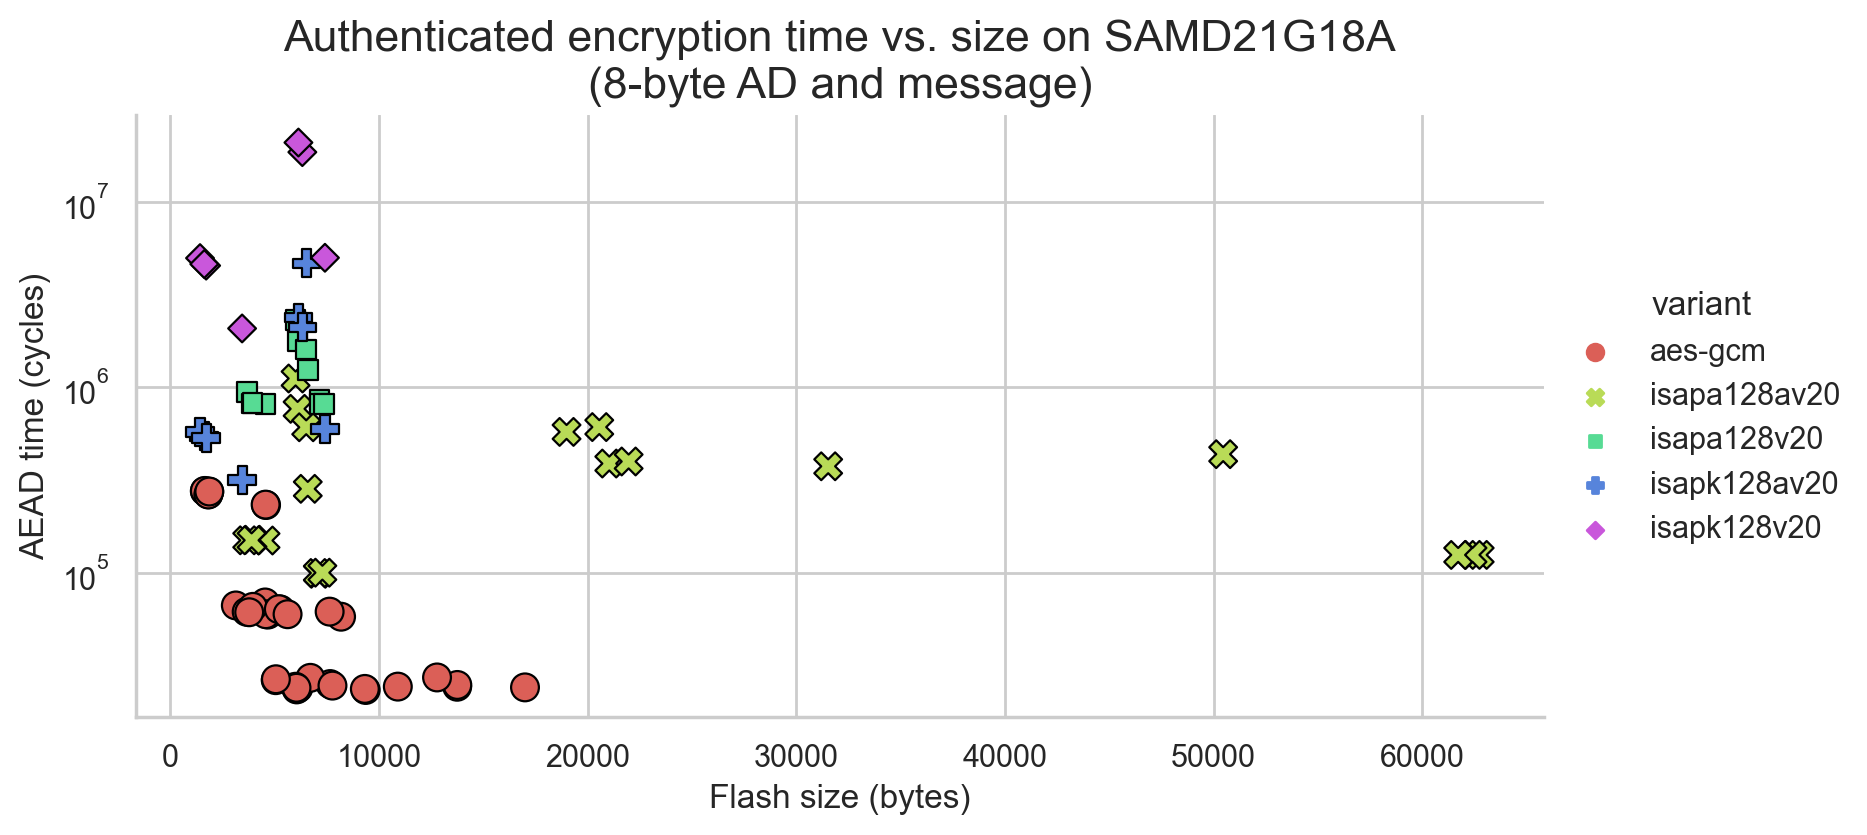 Authenticated encryption time vs. size on SAMD21G18A
(8-byte AD and message)
AEAD time (cycles)
10^7
10^6
10^5
0 10000 20000 30000 40000 50000 60000
Flash size (bytes)
variant
aes-gcm
isapa128av20
isapa128v20
isapk128av20
isapk128v20